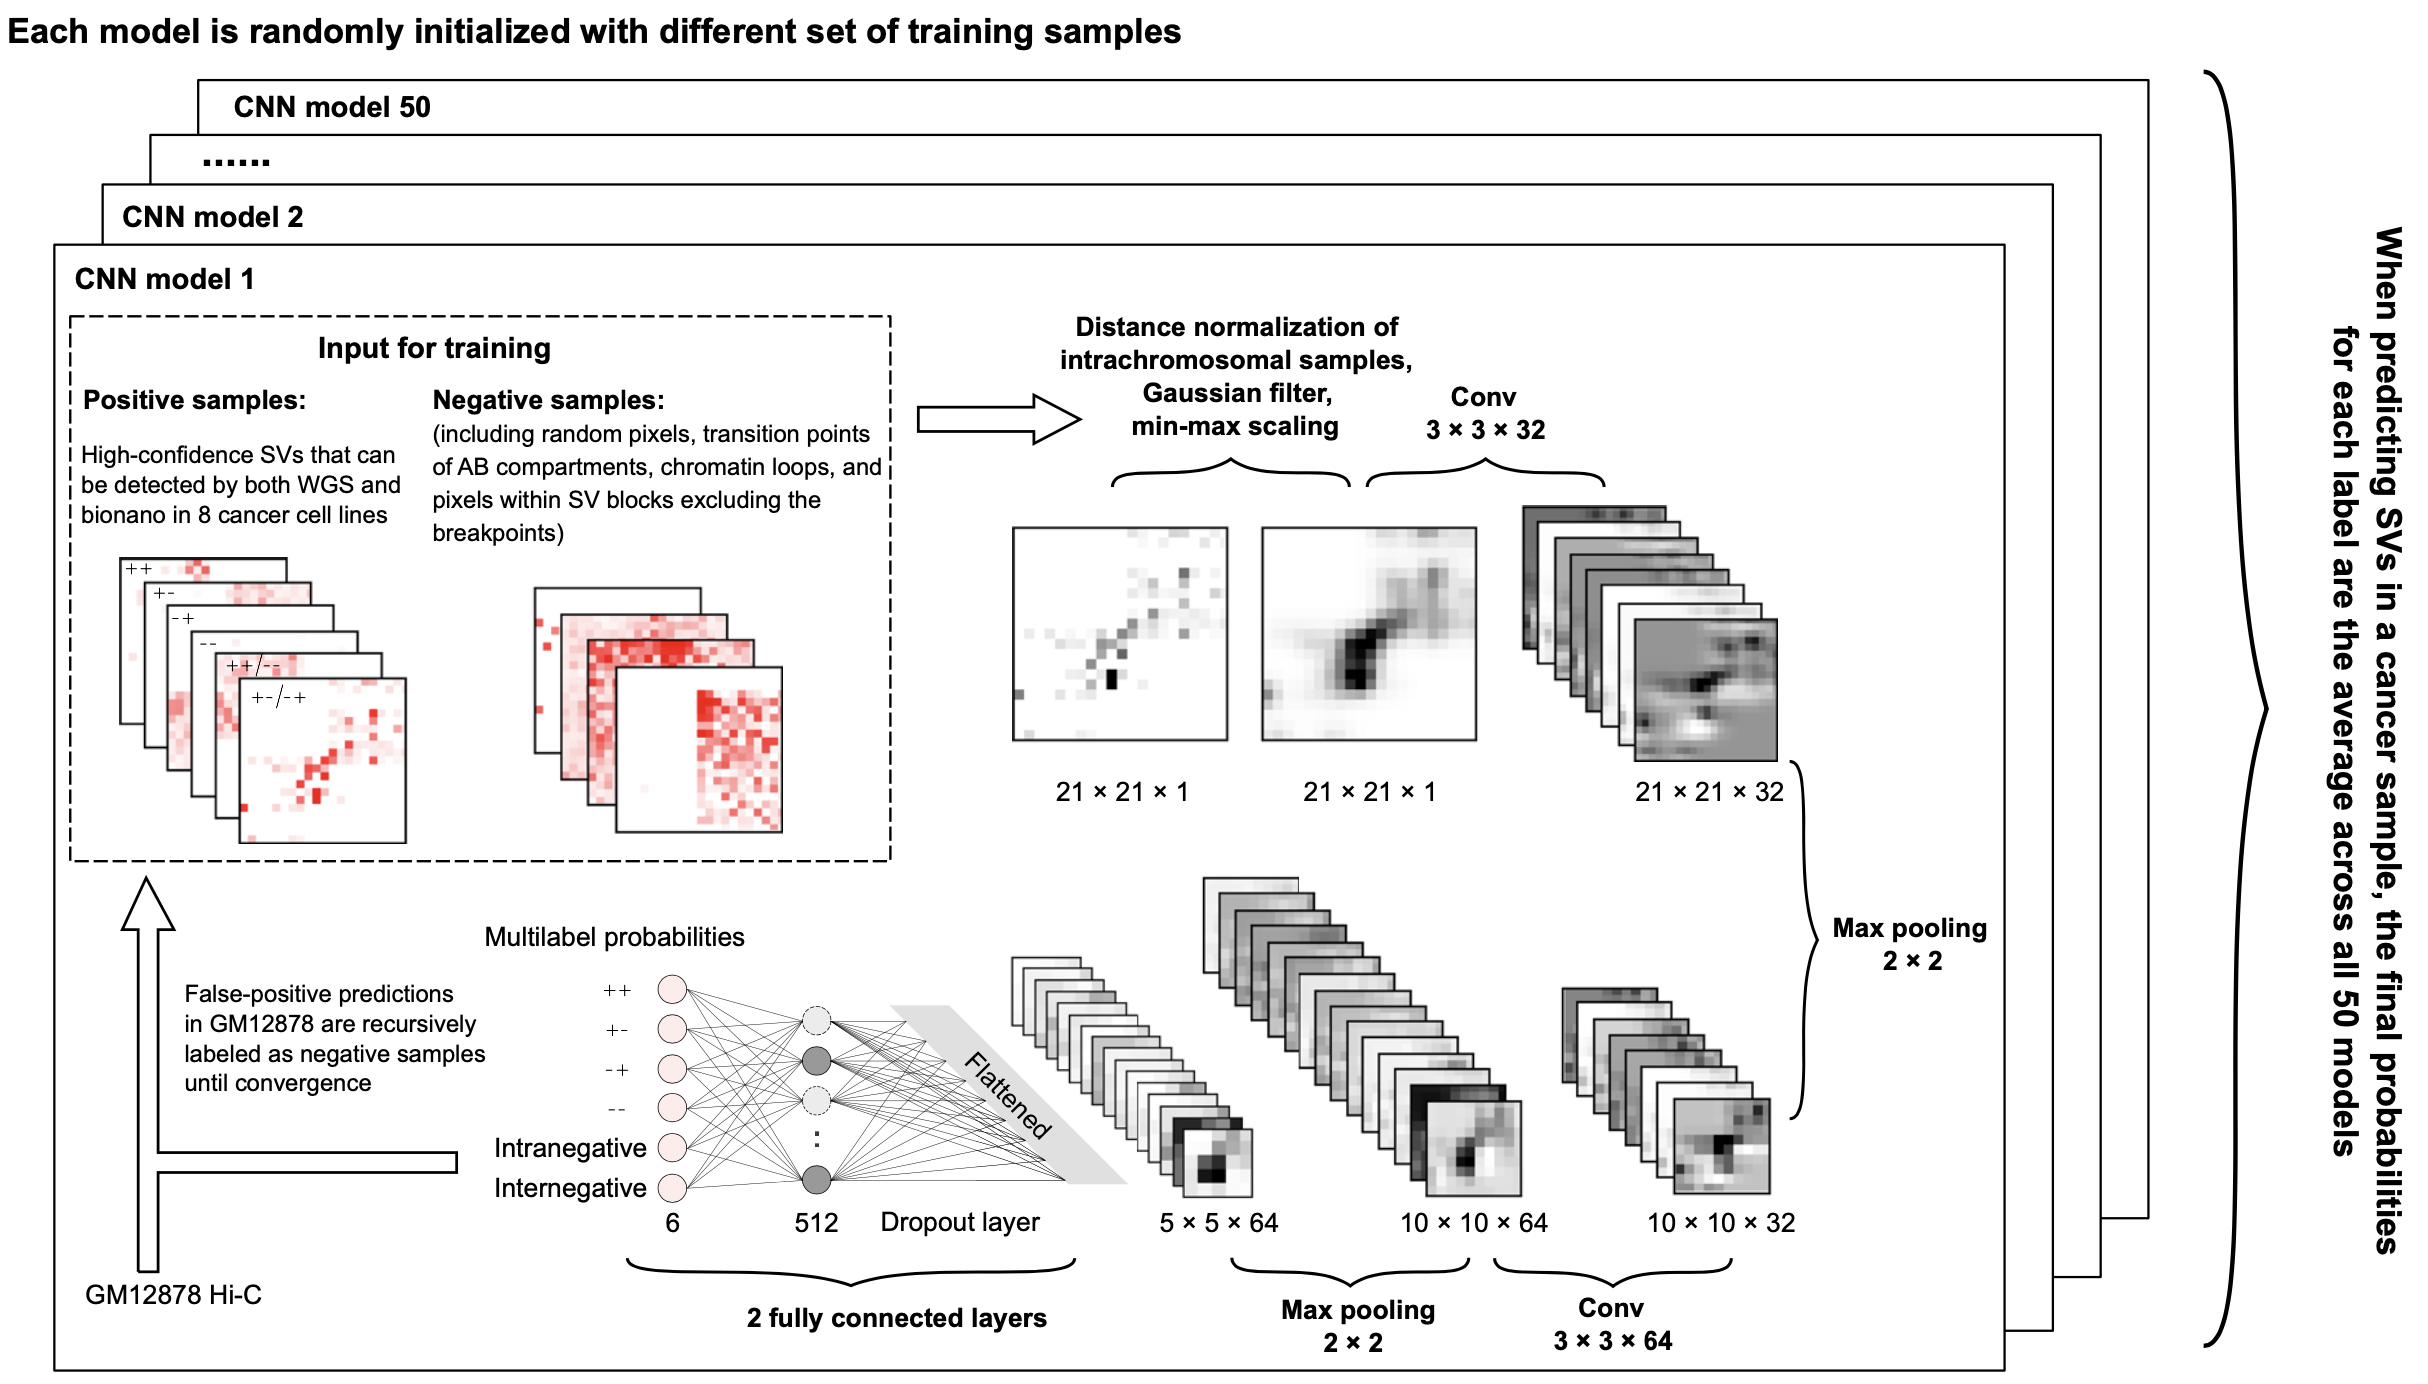 Each model is randomly initialized with different set of training samples
CNN model 50
......
CNN model 2
CNN model 1
Input for training
Positive samples:
High-confidence SVs that can
be detected by both WGS and
bionano in 8 cancer cell lines
++
+-
-+
--
++/--
+-/-+
Negative samples:
(including random pixels, transition points
of AB compartments, chromatin loops, and
pixels within SV blocks excluding the
breakpoints)
Distance normalization of
intrachromosomal samples,
Gaussian filter,
min-max scaling
Conv
3 × 3 × 32
21 × 21 × 1
21 × 21 × 1
21 × 21 × 32
Max pooling
2 × 2
10 × 10 × 32
Conv
3 × 3 × 64
10 × 10 × 64
Max pooling
2 × 2
5 × 5 × 64
Flattened
Dropout layer
512
6
2 fully connected layers
Multilabel probabilities
++
+-
-+
--
Intranegative
Internegative
False-positive predictions
in GM12878 are recursively
labeled as negative samples
until convergence
GM12878 Hi-C
When predicting SVs in a cancer sample, the final probabilities
for each label are the average across all 50 models